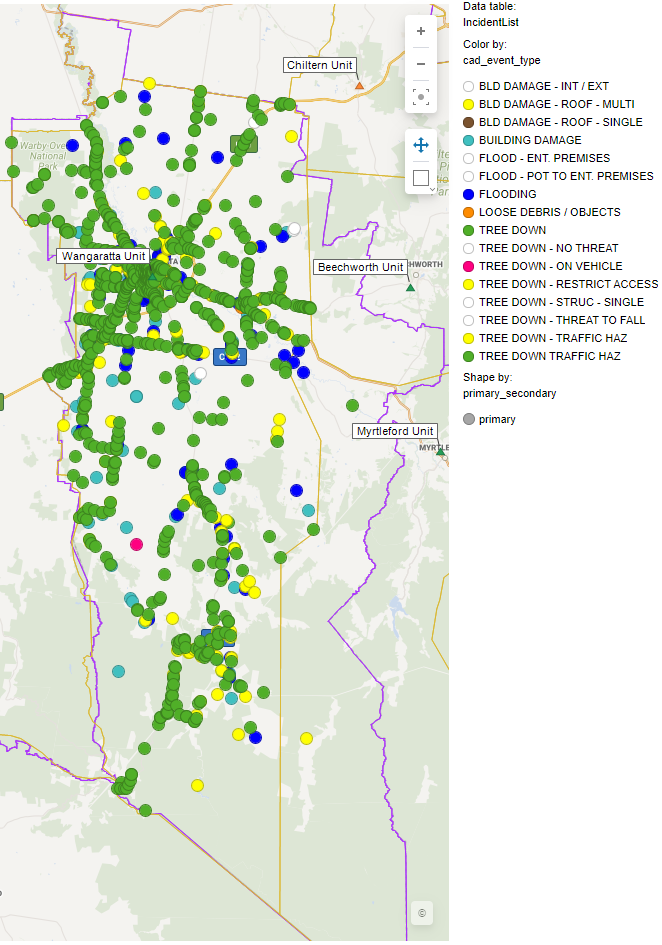 Data table:
IncidentList
Color by:
cad_event_type
Chiltern Unit
BLD DAMAGE - INT / EXT
BLD DAMAGE - ROOF - MULTI
BLD DAMAGE - ROOF - SINGLE
BUILDING DAMAGE
FLOOD - ENT. PREMISES
FLOOD - POT TO ENT. PREMISES
FLOODING
LOOSE DEBRIS / OBJECTS
TREE DOWN
TREE DOWN - NO THREAT
TREE DOWN - ON VEHICLE
TREE DOWN - RESTRICT ACCESS
TREE DOWN - STRUC - SINGLE
TREE DOWN - THREAT TO FALL
TREE DOWN - TRAFFIC HAZ
TREE DOWN TRAFFIC HAZ
Shape by:
primary_secondary
primary
Warby-Ove
National
Park
Wangaratta Unit
TA
HWORTH
Beechworth Unit
Myrtleford Unit
MYRTLE
©